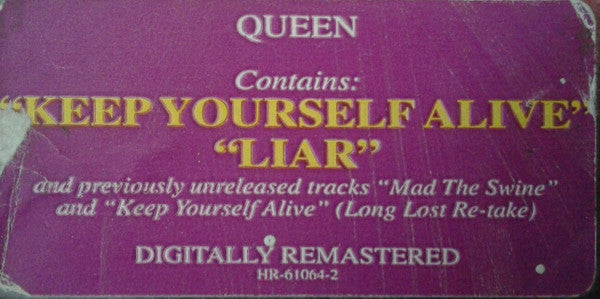 QUEEN
Contains:
“KEEP YOURSELF ALIVE”
“LIAR”
and previously unreleased tracks “Mad The Swine”
and “Keep Yourself Alive” (Long Lost Re-take)
DIGITALLY REMASTERED
HR-61064-2